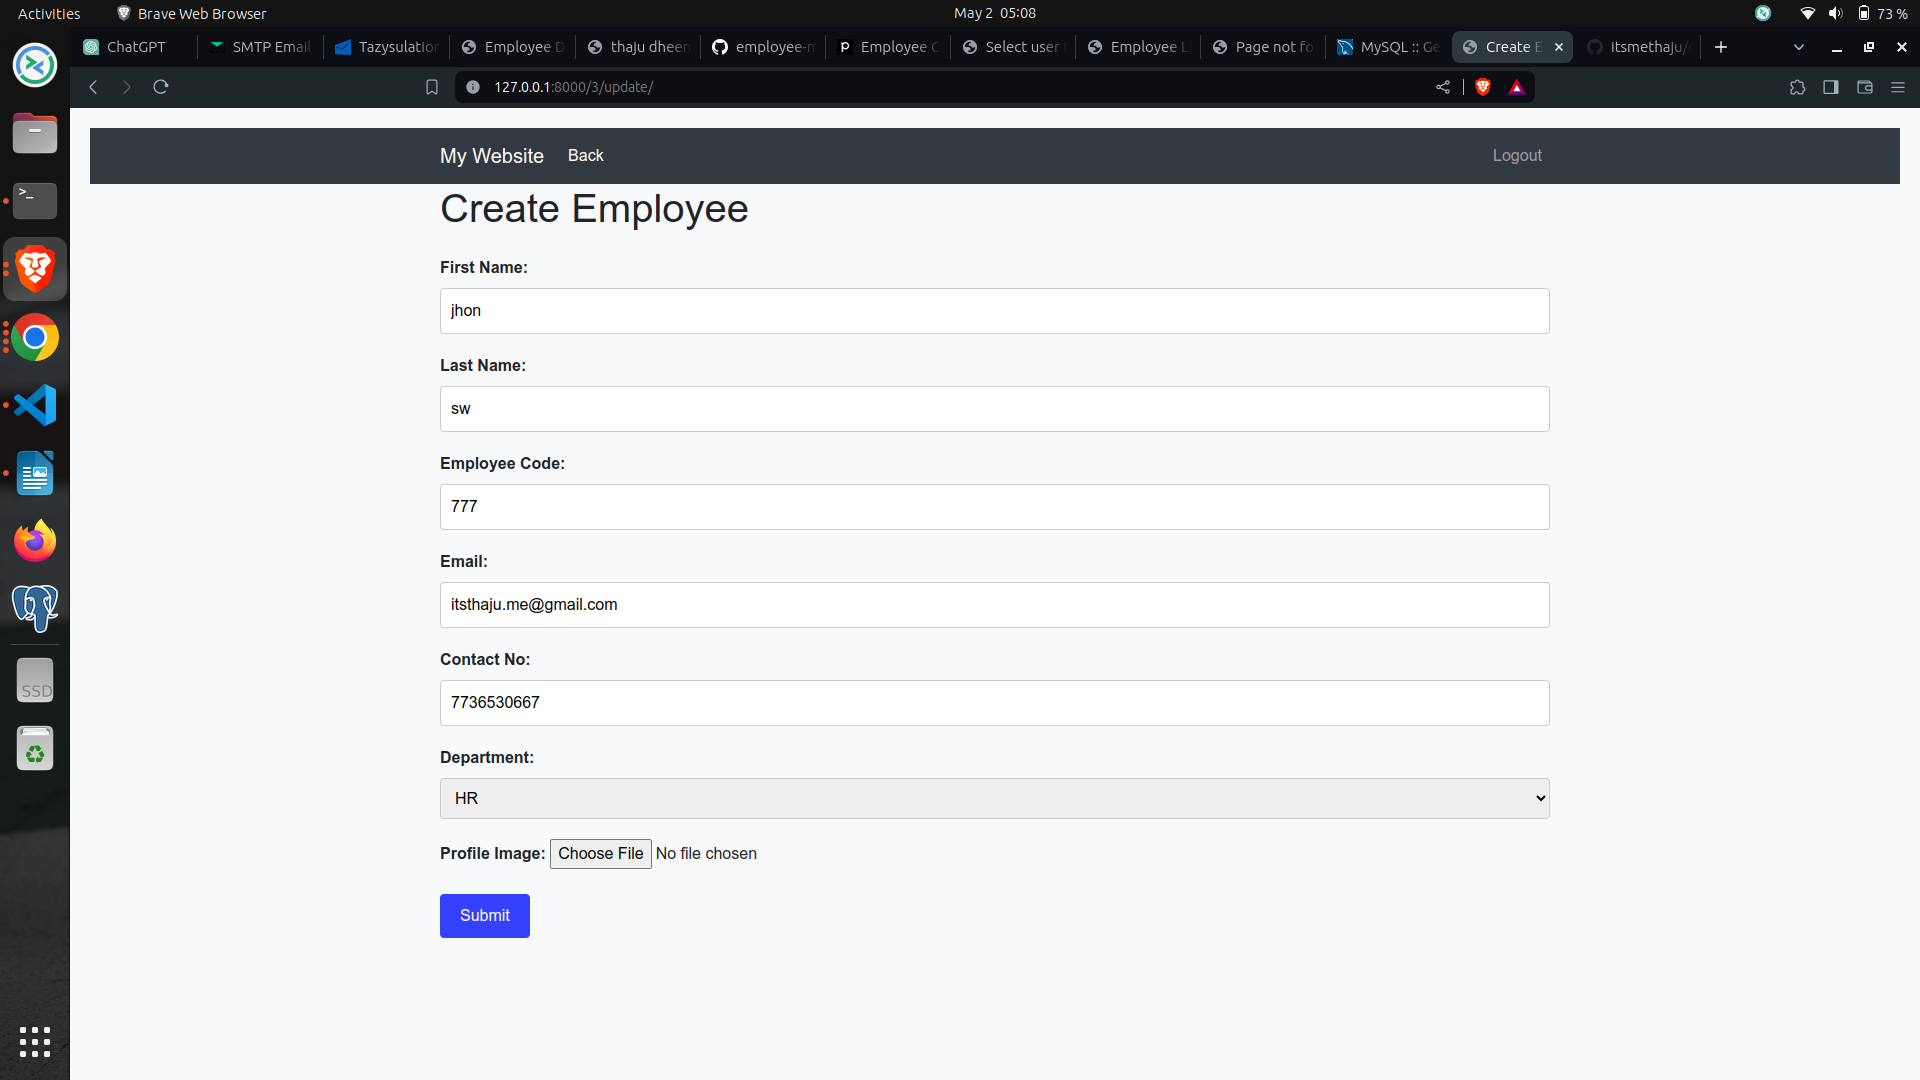 Activities Brave Web Browser May 2 05:08 73 %
ChatGPT SMTP Email Tazysulation Employee D thaju dheen employee-m Employee C Select user Employee L Page not fo MySQL :: Ge Create E itsmethaju/
127.0.0.1:8000/3/update/
My Website Back Logout
Create Employee
First Name:
jhon
Last Name:
sw
Employee Code:
777
Email:
itsthaju.me@gmail.com
Contact No:
7736530667
Department:
HR
Profile Image: Choose File No file chosen
Submit
SSD